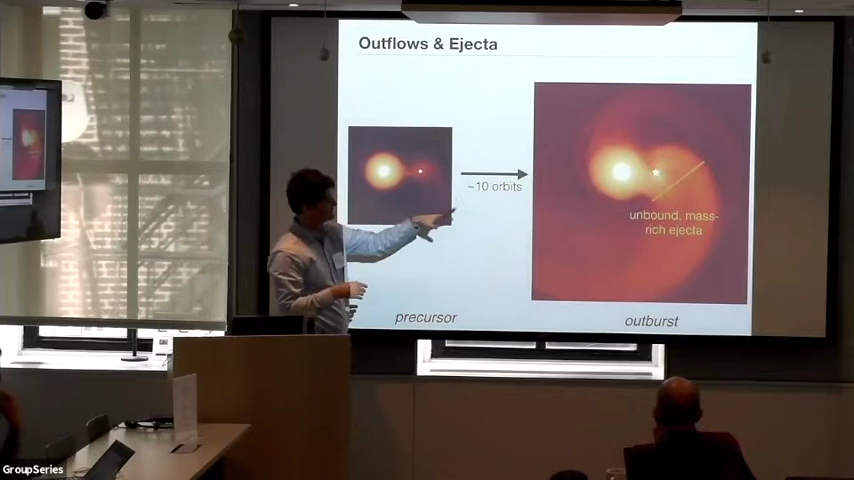 Outflows & Ejecta
~10 orbits
unbound, mass-
rich ejecta
precursor
outburst
GroupSeries